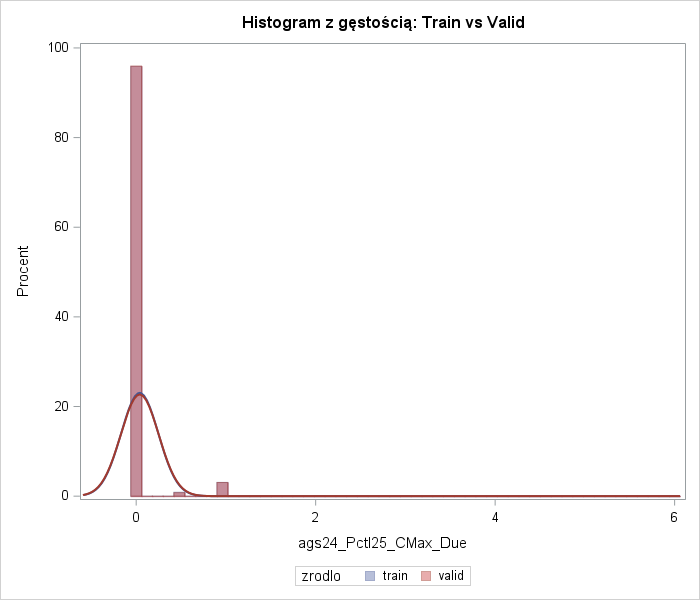 Histogram z gęstością: Train vs Valid
100
80
60
40
20
0
Procent
0 2 4 6
ags24_Pctl25_CMax_Due
zrodlo train valid